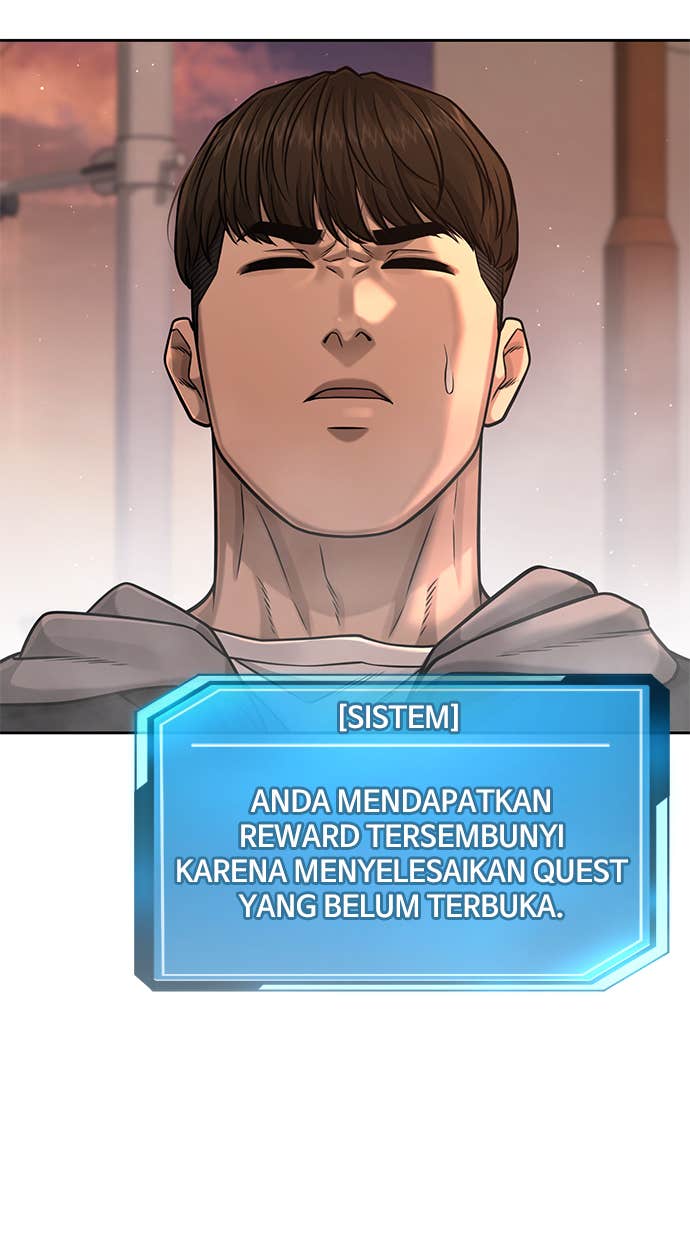 [SISTEM]
ANDA MENDAPATKAN
REWARD TERSEMBUNYI
KARENA MENYELESAIKAN QUEST
YANG BELUM TERBUKA.